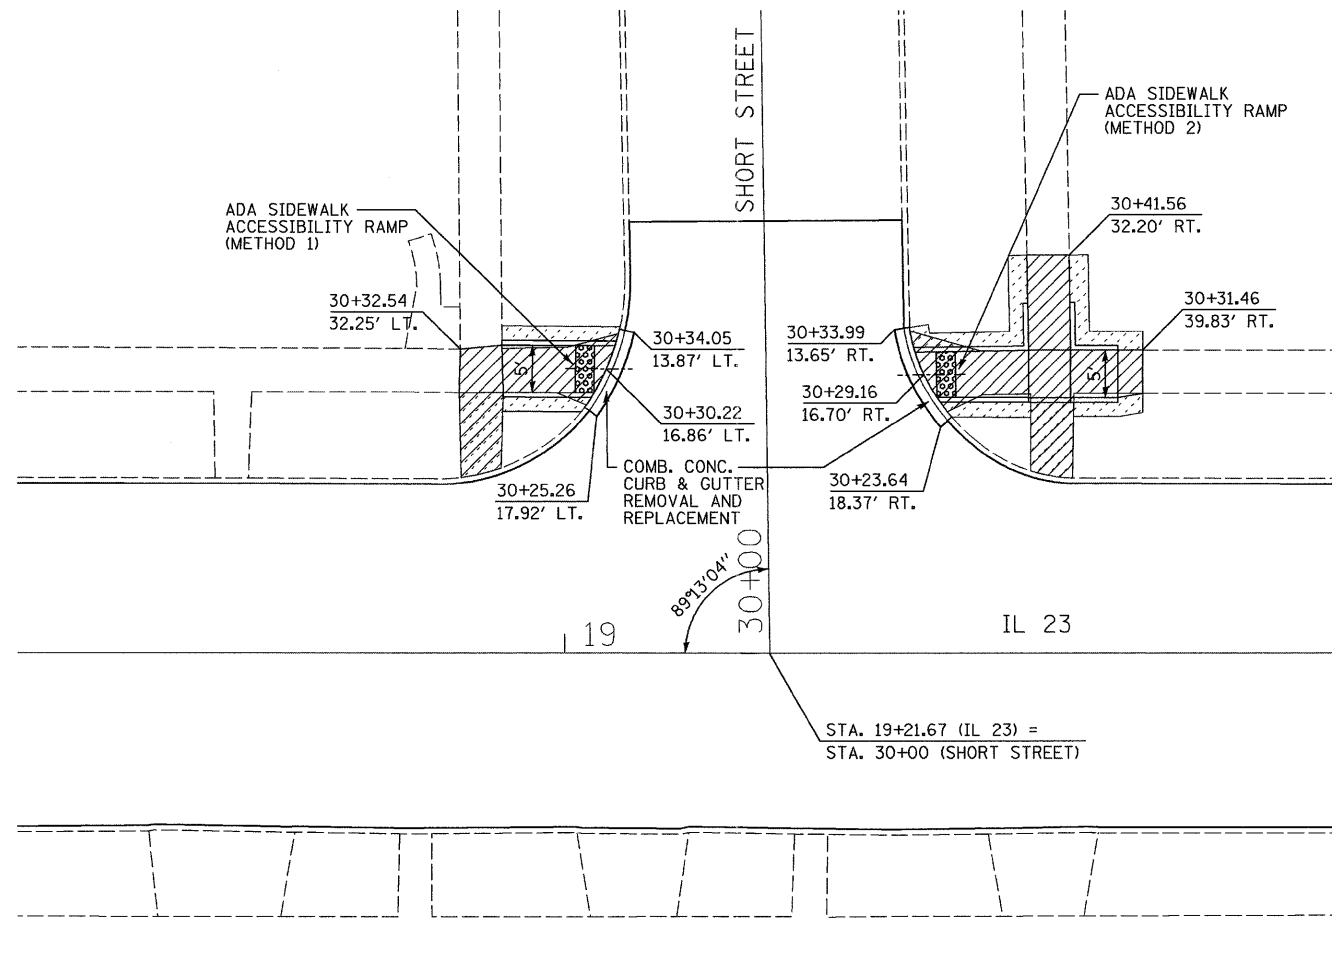 SHORT STREET
ADA SIDEWALK
ACCESSIBILITY RAMP
(METHOD 2)
ADA SIDEWALK
ACCESSIBILITY RAMP
(METHOD 1)
30+41.56
32.20' RT.
30+32.54
32.25' LT.
30+34.05
13.87' LT.
30+33.99
13.65' RT.
30+31.46
39.83' RT.
5'
5'
30+30.22
16.86' LT.
30+29.16
16.70' RT.
30+25.26
17.92' LT.
COMB. CONC.
CURB & GUTTER
REMOVAL AND
REPLACEMENT
30+23.64
18.37' RT.
89°13'04"
30+00
19
IL 23
STA. 19+21.67 (IL 23) =
STA. 30+00 (SHORT STREET)